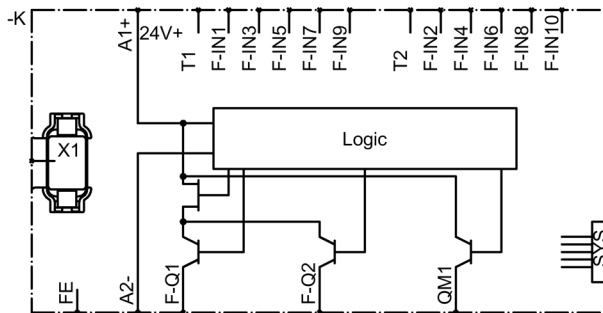 -K
A1+
24V+
T1
F-IN1
F-IN3
F-IN5
F-IN7
F-IN9
T2
F-IN2
F-IN4
F-IN6
F-IN8
F-IN10
X1
Logic
SYS
FE
A2-
F-Q1
F-Q2
QM1